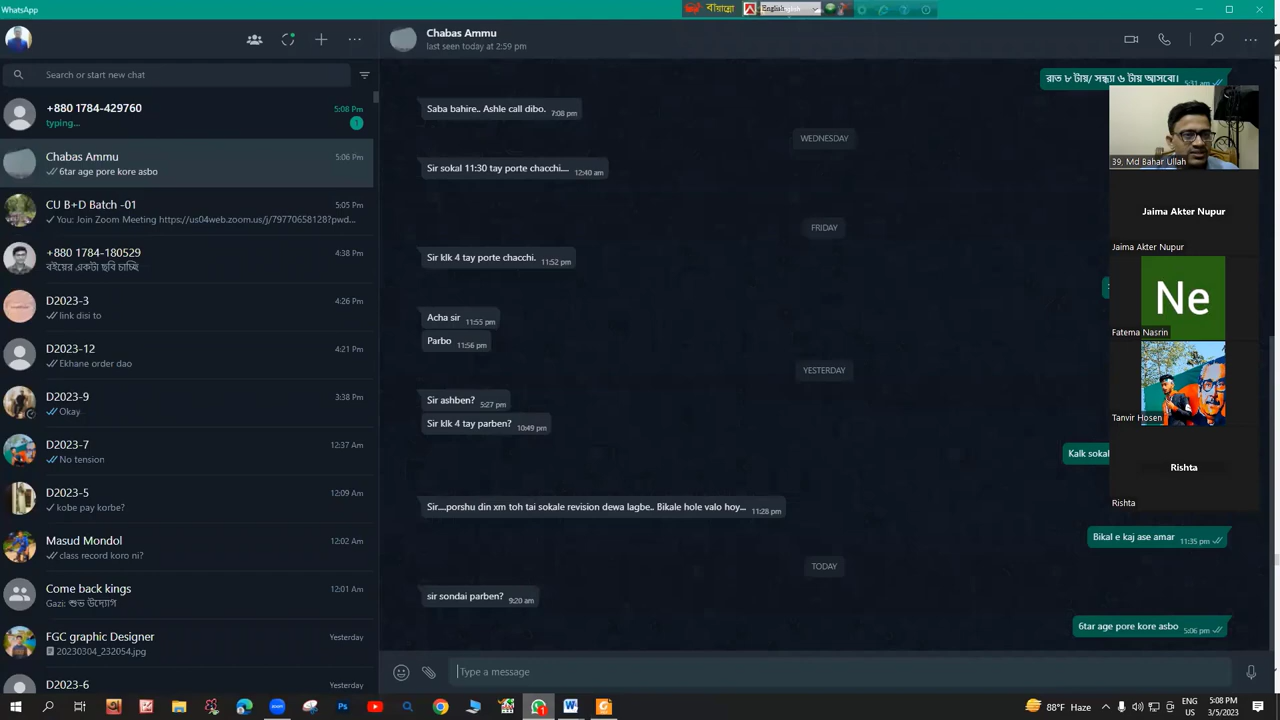 WhatsApp
বায়ান্নো
English
Chabas Ammu
last seen today at 2:59 pm
Search or start new chat
+880 1784-429760
5:08 Pm
typing...
1
Chabas Ammu
5:06 Pm
6tar age pore kore asbo
CU B+D Batch -01
5:05 Pm
You: Join Zoom Meeting https://us04web.zoom.us/j/79770658128?pwd...
+880 1784-180529
4:38 Pm
বইয়ের একটা ছবি চাচ্ছি
D2023-3
4:26 Pm
link disi to
D2023-12
4:21 Pm
Ekhane order dao
D2023-9
3:38 Pm
Okay
D2023-7
12:37 Am
No tension
D2023-5
12:09 Am
kobe pay korbe?
Masud Mondol
12:02 Am
class record koro ni?
Come back kings
12:01 Am
Gazi: শুভ উদ্যোগ
FGC graphic Designer
Yesterday
20230304_232054.jpg
D2023-6
Yesterday
রাত ৮ টায়/ সন্ধ্যা ৬ টায় আসবো।
5:31 am
Saba bahire.. Ashle call dibo.
7:08 pm
WEDNESDAY
Sir sokal 11:30 tay porte chacchi....
12:40 am
FRIDAY
Sir klk 4 tay porte chacchi.
11:52 pm
Acha sir
11:55 pm
Parbo
11:56 pm
YESTERDAY
Sir ashben?
5:27 pm
Sir klk 4 tay parben?
10:49 pm
Kalk sokal
Sir....porshu din xm toh tai sokale revision dewa lagbe.. Bikale hole valo hoy...
11:28 pm
Bikal e kaj ase amar
11:35 pm
TODAY
sir sondai parben?
9:20 am
6tar age pore kore asbo
5:06 pm
Type a message
39, Md Bahar Ullah
Jaima Akter Nupur
Jaima Akter Nupur
Ne
Fatema Nasrin
Tanvir Hosen
Rishta
Rishta
zoom
Ps
W
1
88°F Haze
ENG
US
5:08 PM
3/5/2023